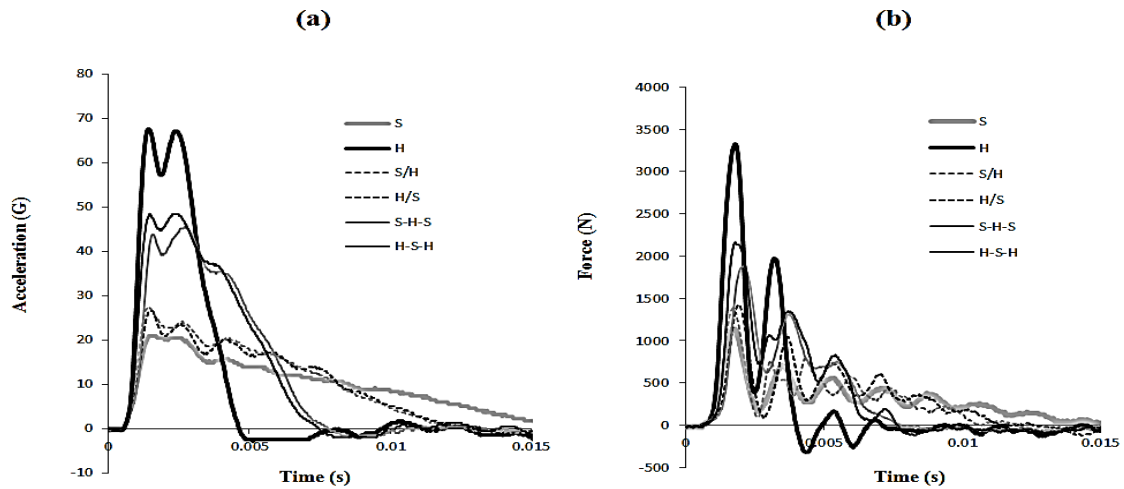 (a)
Acceleration (G)
80
70
60
50
40
30
20
10
0
-10
0
0.005
0.01
0.015
Time (s)
S
H
S/H
H/S
S-H-S
H-S-H
(b)
Force (N)
4000
3500
3000
2500
2000
1500
1000
500
0
-500
0
0.005
0.01
0.015
Time (s)
S
H
S/H
H/S
S-H-S
H-S-H